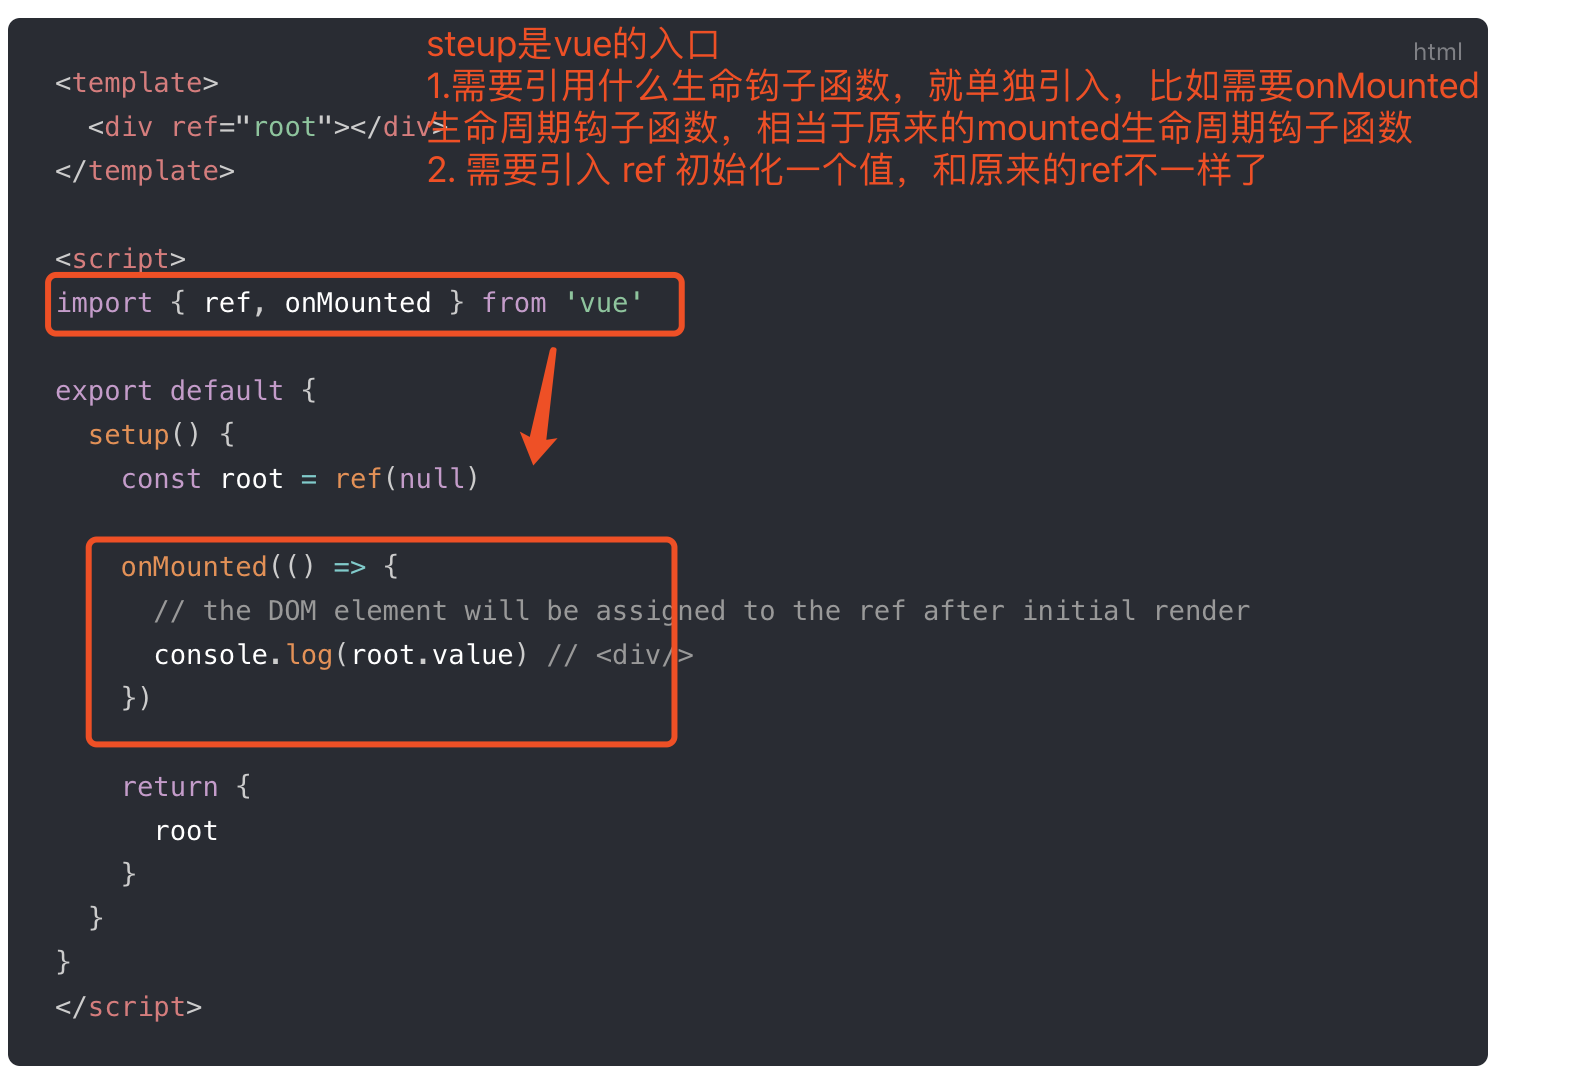 steup是vue的入口
html
1.需要引用什么生命钩子函数，就单独引入，比如需要onMounted
生命周期钩子函数，相当于原来的mounted生命周期钩子函数
2. 需要引入 ref 初始化一个值，和原来的ref不一样了
<template>
  <div ref="root"></div>
</template>

<script>
import { ref, onMounted } from 'vue'

export default {
  setup() {
    const root = ref(null)

    onMounted(() => {
      // the DOM element will be assigned to the ref after initial render
      console.log(root.value) // <div/>
    })

    return {
      root
    }
  }
}
</script>